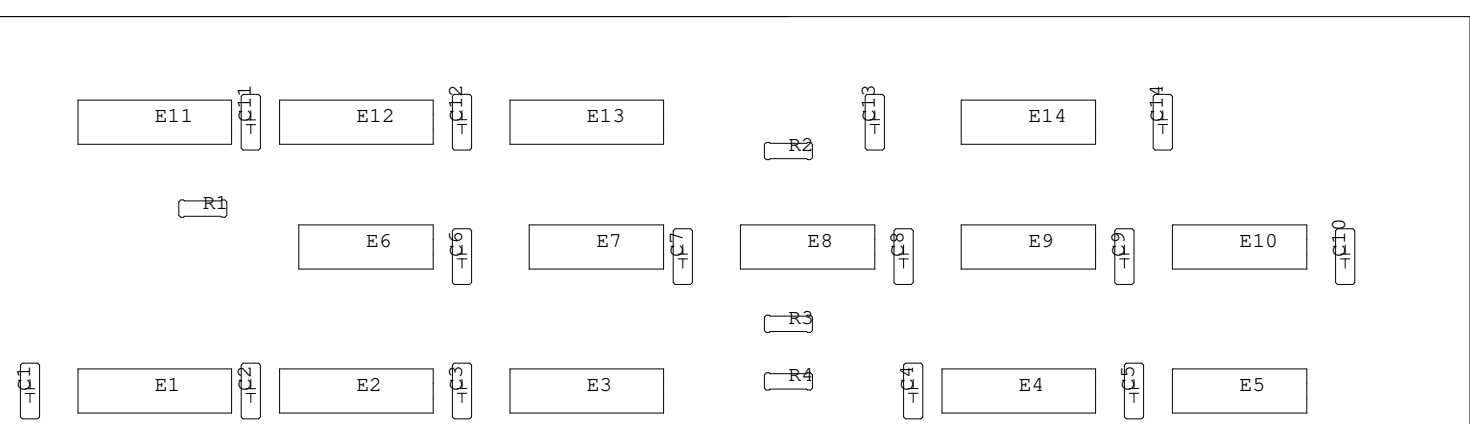 E11 C11 E12 C12 E13 C13 E14 C14
R2
R1
E6 C6 E7 C7 E8 C8 E9 C9 E10 C10
R3
C1 E1 C2 E2 C3 E3 R4 C4 E4 C5 E5